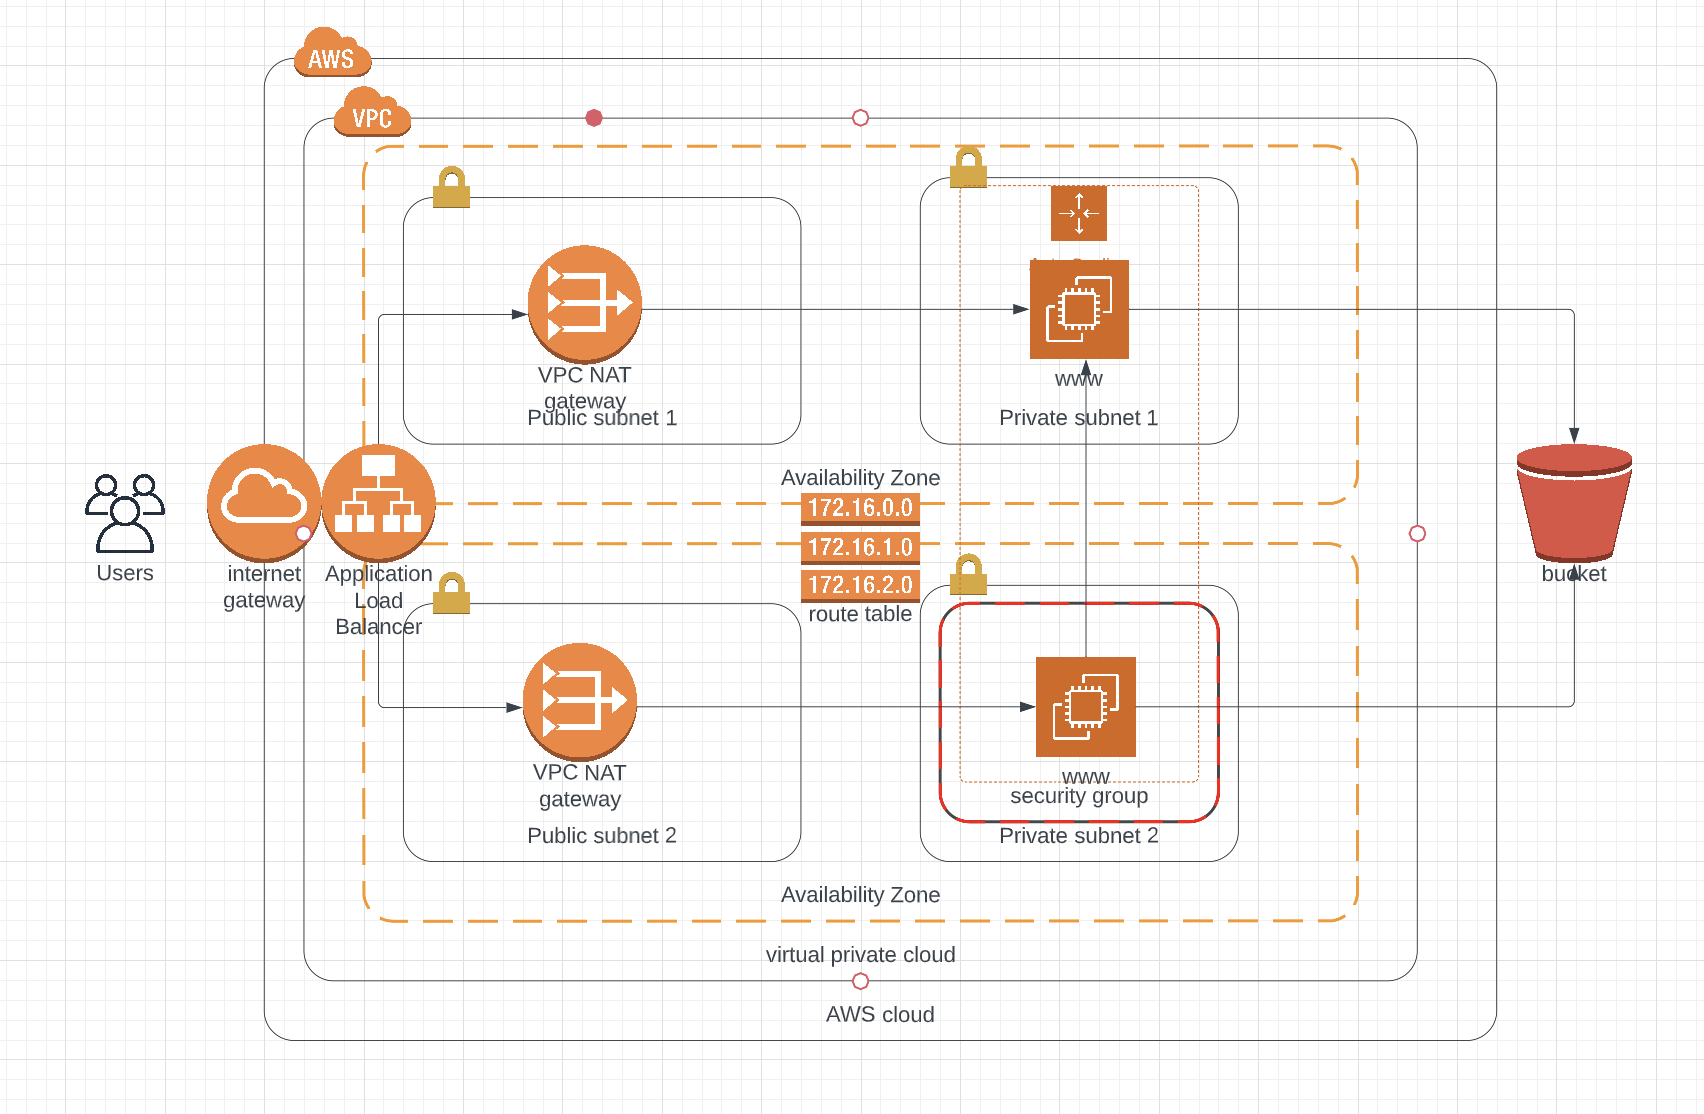 AWS
VPC
VPC NAT
gateway
Public subnet 1
www
Private subnet 1
Availability Zone
172.16.0.0
172.16.1.0
172.16.2.0
route table
Users
internet
gateway
Application
Load
Balancer
bucket
VPC NAT
gateway
Public subnet 2
www
security group
Private subnet 2
Availability Zone
virtual private cloud
AWS cloud